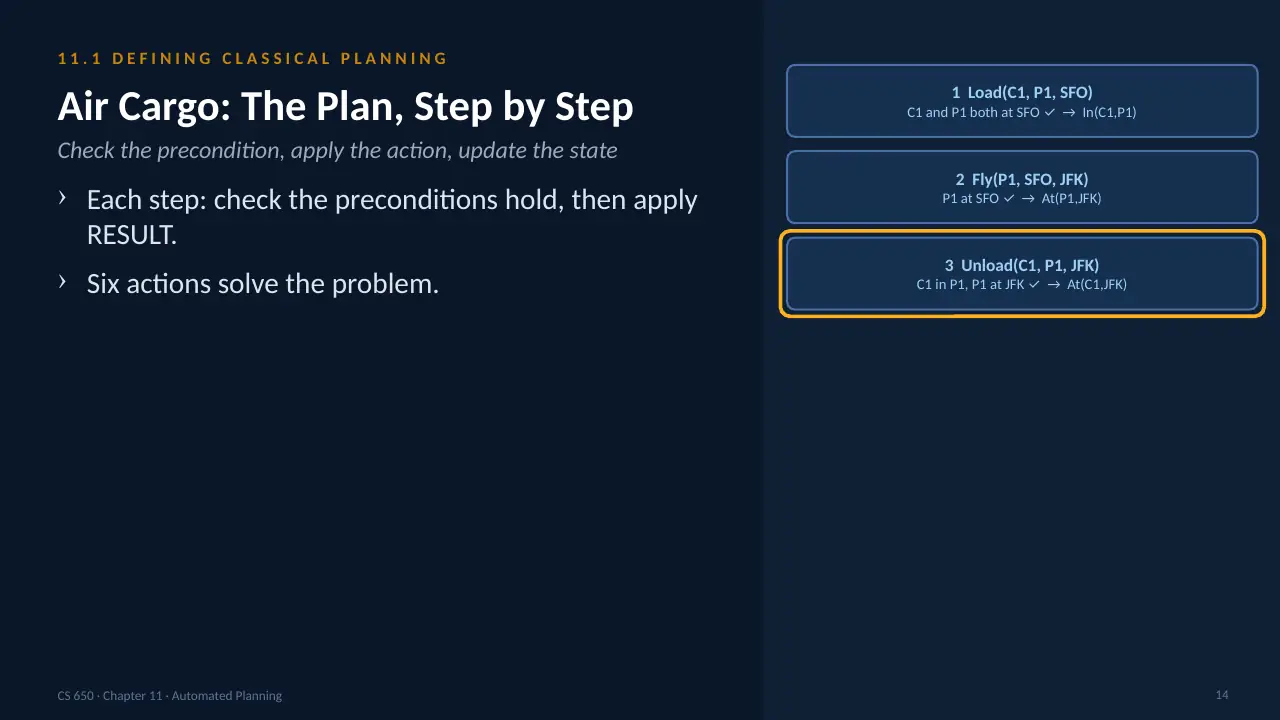 11.1 DEFINING CLASSICAL PLANNING
Air Cargo: The Plan, Step by Step
Check the precondition, apply the action, update the state
› Each step: check the preconditions hold, then apply
RESULT.
› Six actions solve the problem.
1 Load(C1, P1, SFO)
C1 and P1 both at SFO ✓ → In(C1,P1)
2 Fly(P1, SFO, JFK)
P1 at SFO ✓ → At(P1,JFK)
3 Unload(C1, P1, JFK)
C1 in P1, P1 at JFK ✓ → At(C1,JFK)
CS 650 · Chapter 11 · Automated Planning
14